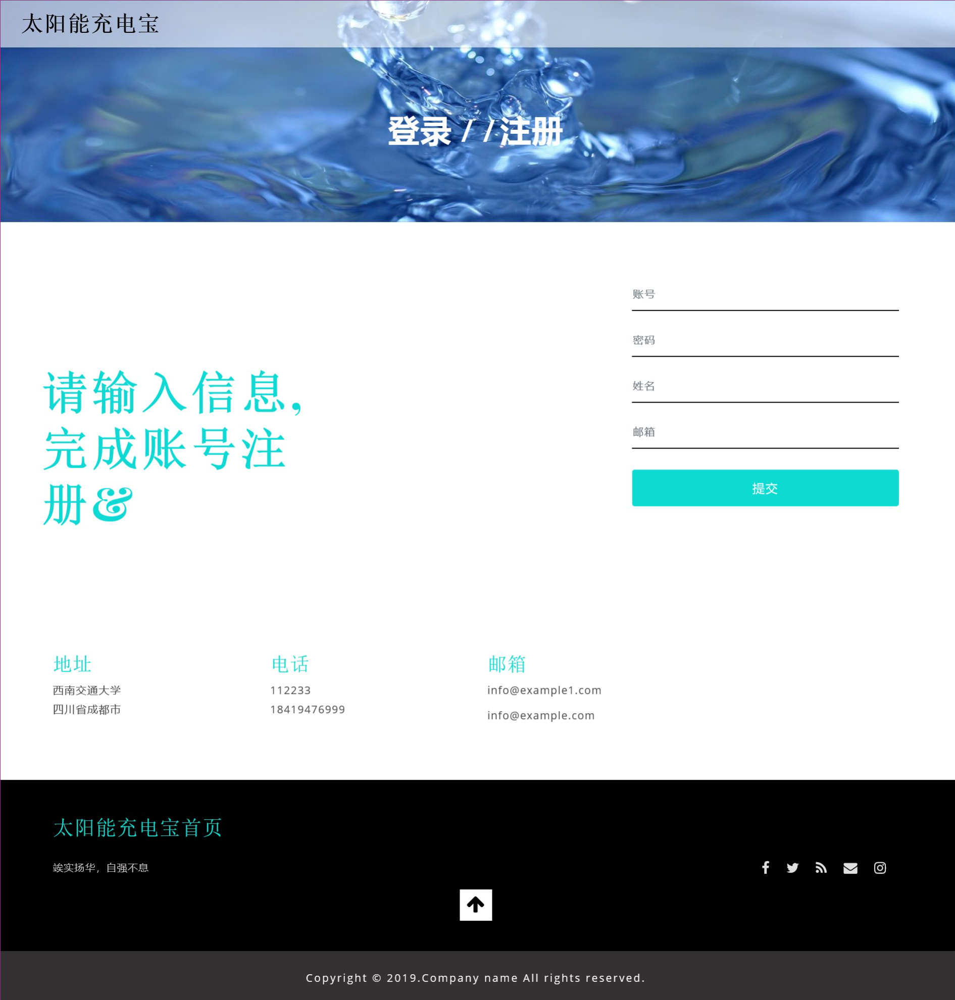 太阳能充电宝
登录 / / 注册
账号
密码
姓名
邮箱
提交
请输入信息，
完成账号注
册&
地址
西南交通大学
四川省成都市
电话
112233
18419476999
邮箱
info@example1.com
info@example.com
太阳能充电宝首页
竢实扬华，自强不息
Copyright © 2019.Company name All rights reserved.